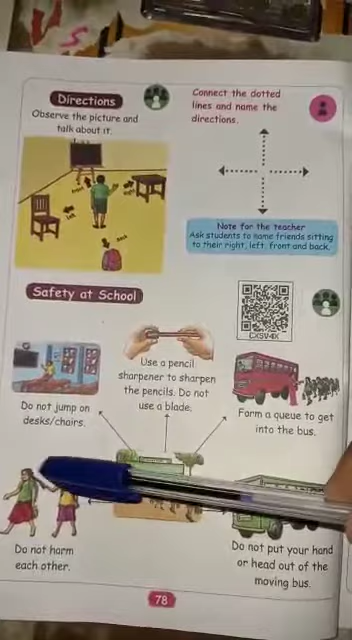 Directions
Observe the picture and
talk about it.
front
left
back
Connect the dotted
lines and name the
directions.
Note for the teacher
Ask students to name friends sitting
to their right, left, front and back.
Safety at School
CX5V4X
Do not jump on
desks/chairs.
Use a pencil
sharpener to sharpen
the pencils. Do not
use a blade.
Form a queue to get
into the bus.
Do not harm
each other.
Do not put your hand
or head out of the
moving bus.
78